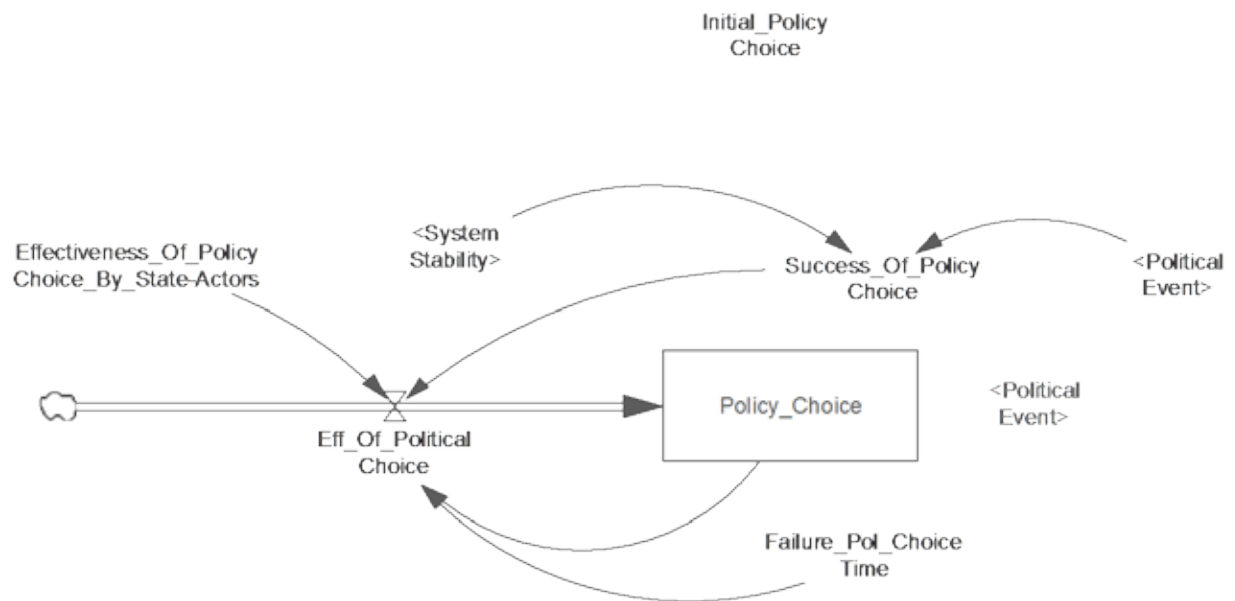 Initial_Policy
Choice
<System
Stability>
Effectiveness_Of_Policy
Choice_By_State-Actors
Success_Of_Policy
Choice
<Political
Event>
Policy_Choice
<Political
Event>
Eff_Of_Political
Choice
Failure_Pol_Choice
Time